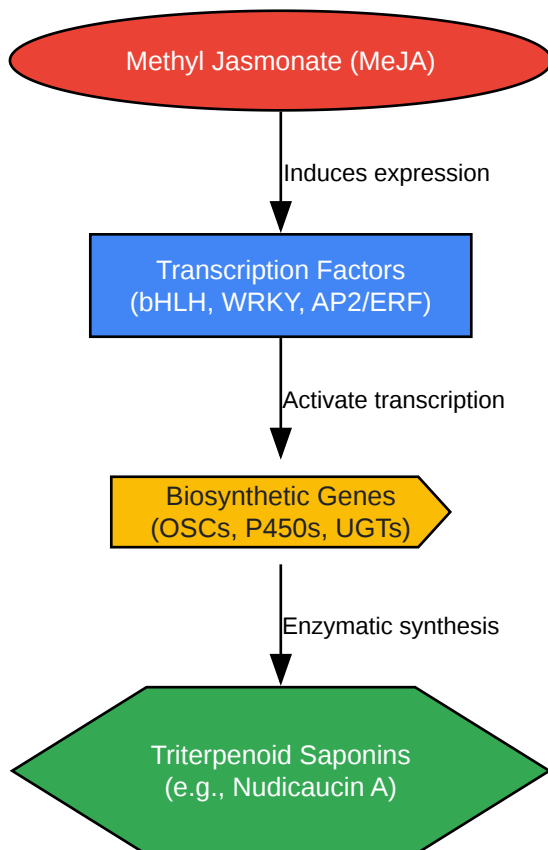 Methyl Jasmonate (MeJA)
Induces expression
Transcription Factors
(bHLH, WRKY, AP2/ERF)
Activate transcription
Biosynthetic Genes
(OSCs, P450s, UGTs)
Enzymatic synthesis
Triterpenoid Saponins
(e.g., Nudicaucin A)